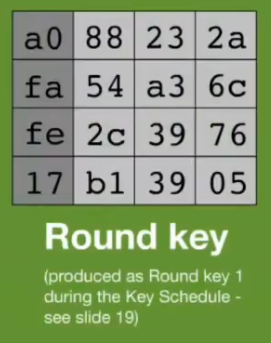 a0 88 23 2a
fa 54 a3 6c
fe 2c 39 76
17 b1 39 05
Round key
(produced as Round key 1
during the Key Schedule -
see slide 19)